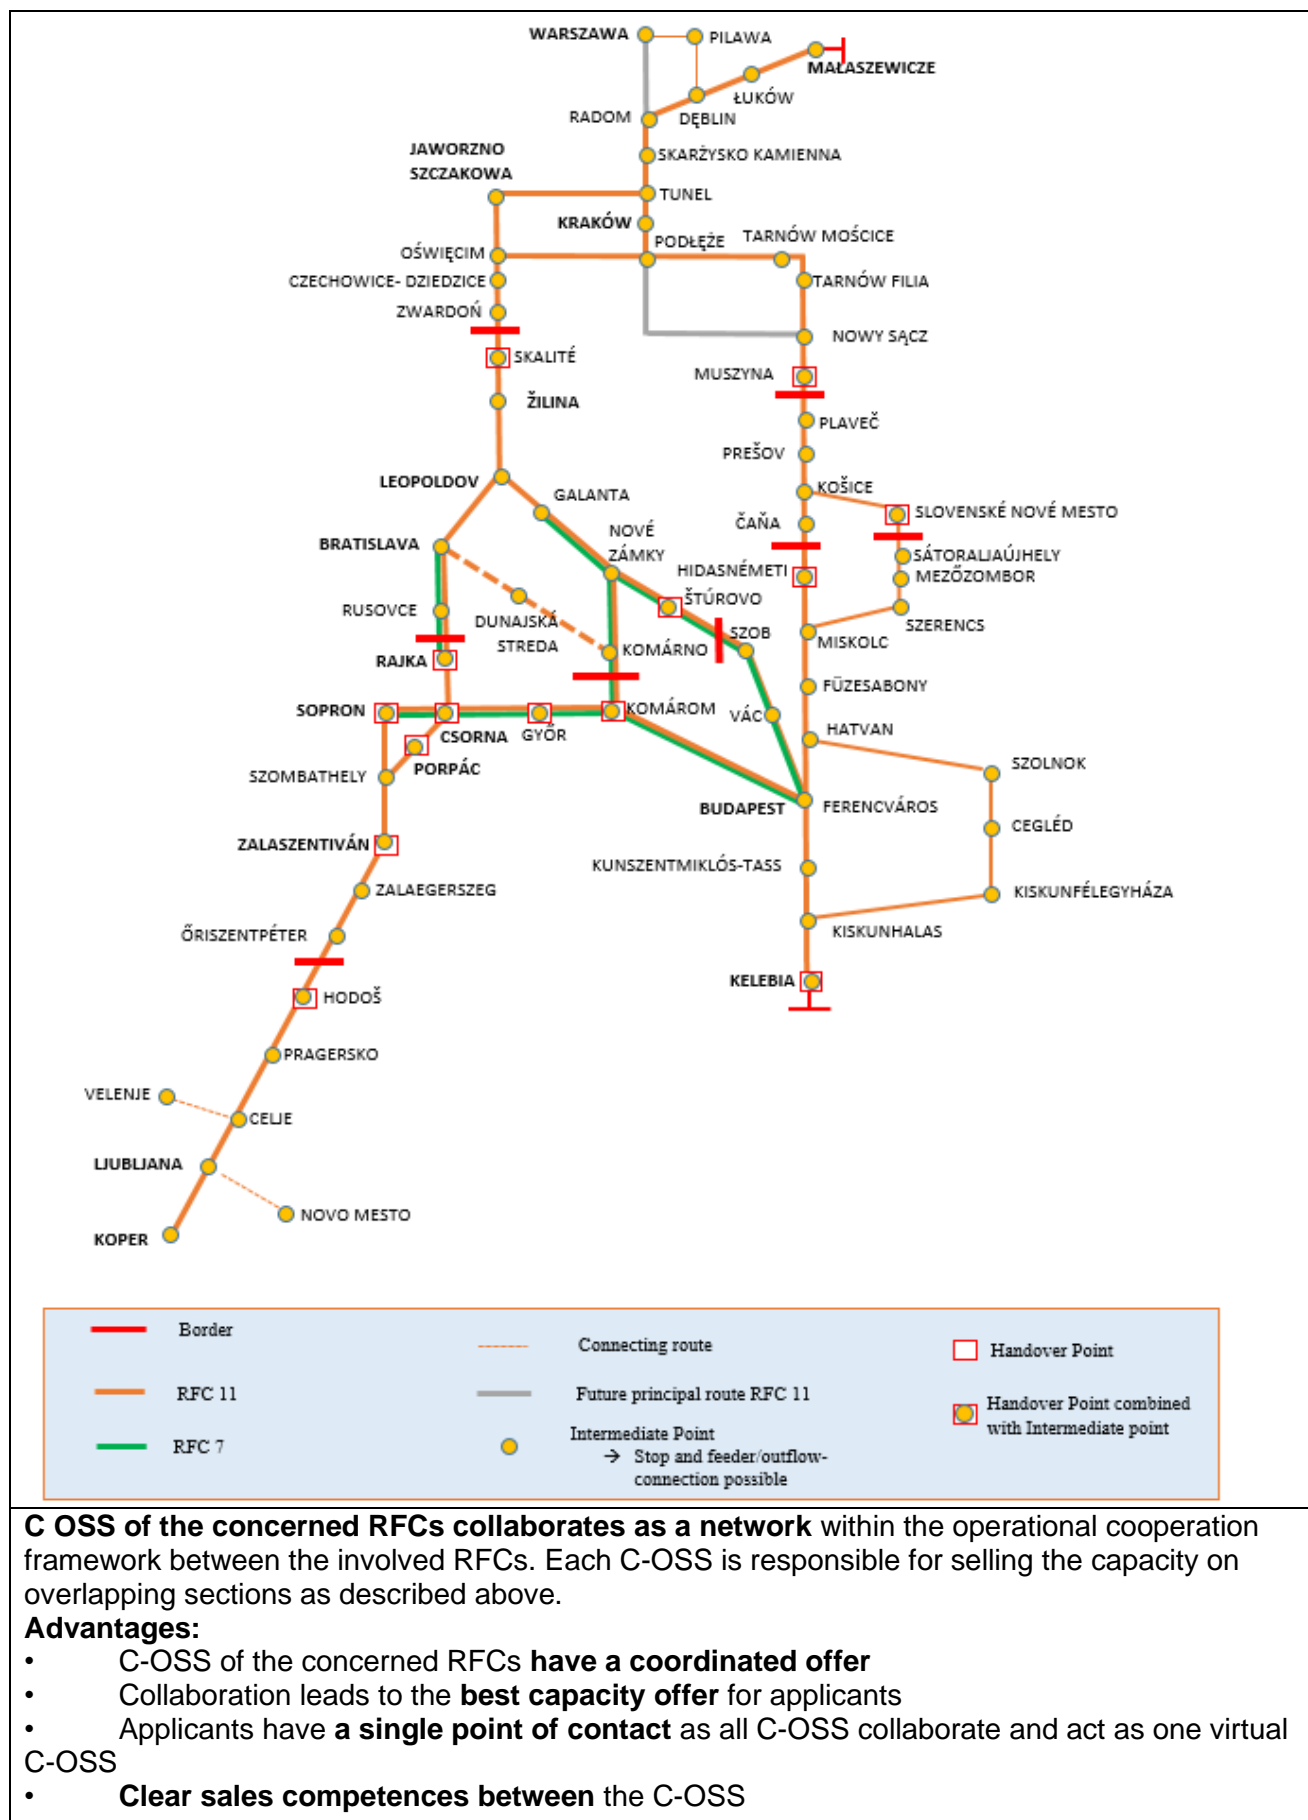 WARSZAWA
PILAWA
MAŁASZEWICZE
ŁUKÓW
RADOM
DĘBLIN
JAWORZNO
SZCZAKOWA
SKARŻYSKO KAMIENNA
TUNEL
KRAKÓW
PODŁĘŻE
TARNÓW MOŚCICE
OŚWIĘCIM
CZECHOWICE- DZIEDZICE
TARNÓW FILIA
ZWARDOŃ
NOWY SĄCZ
SKALITÉ
MUSZYNA
ŽILINA
PLAVEČ
PREŠOV
LEOPOLDOV
GALANTA
KOŠICE
SLOVENSKÉ NOVÉ MESTO
ČAŇA
NOVÉ
ZÁMKY
BRATISLAVA
SÁTORALJAÚJHELY
HIDASNÉMETI
MEZŐZOMBOR
ŠTÚROVO
RUSOVCE
DUNAJSKÁ
STREDA
SZOB
SZERENCS
MISKOLC
KOMÁRNO
RAJKA
FÜZESABONY
SOPRON
KOMÁROM
VÁC
CSORNA
GYŐR
HATVAN
PORPÁC
SZOMBATHELY
SZOLNOK
BUDAPEST
FERENCVÁROS
CEGLÉD
ZALASZENTIVÁN
KUNSZENTMIKLÓS-TASS
ZALAEGERSZEG
KISKUNFÉLEGYHÁZA
KISKUNHALAS
ŐRISZENTPÉTER
KELEBIA
HODOŠ
PRAGERSKO
VELENJE
CELJE
LJUBLJANA
NOVO MESTO
KOPER
Border
Connecting route
Handover Point
RFC 11
Future principal route RFC 11
Handover Point combined
with Intermediate point
RFC 7
Intermediate Point
→ Stop and feeder/outflow-
connection possible
C OSS of the concerned RFCs collaborates as a network within the operational cooperation
framework between the involved RFCs. Each C-OSS is responsible for selling the capacity on
overlapping sections as described above.
Advantages:
• C-OSS of the concerned RFCs have a coordinated offer
• Collaboration leads to the best capacity offer for applicants
• Applicants have a single point of contact as all C-OSS collaborate and act as one virtual
C-OSS
• Clear sales competences between the C-OSS